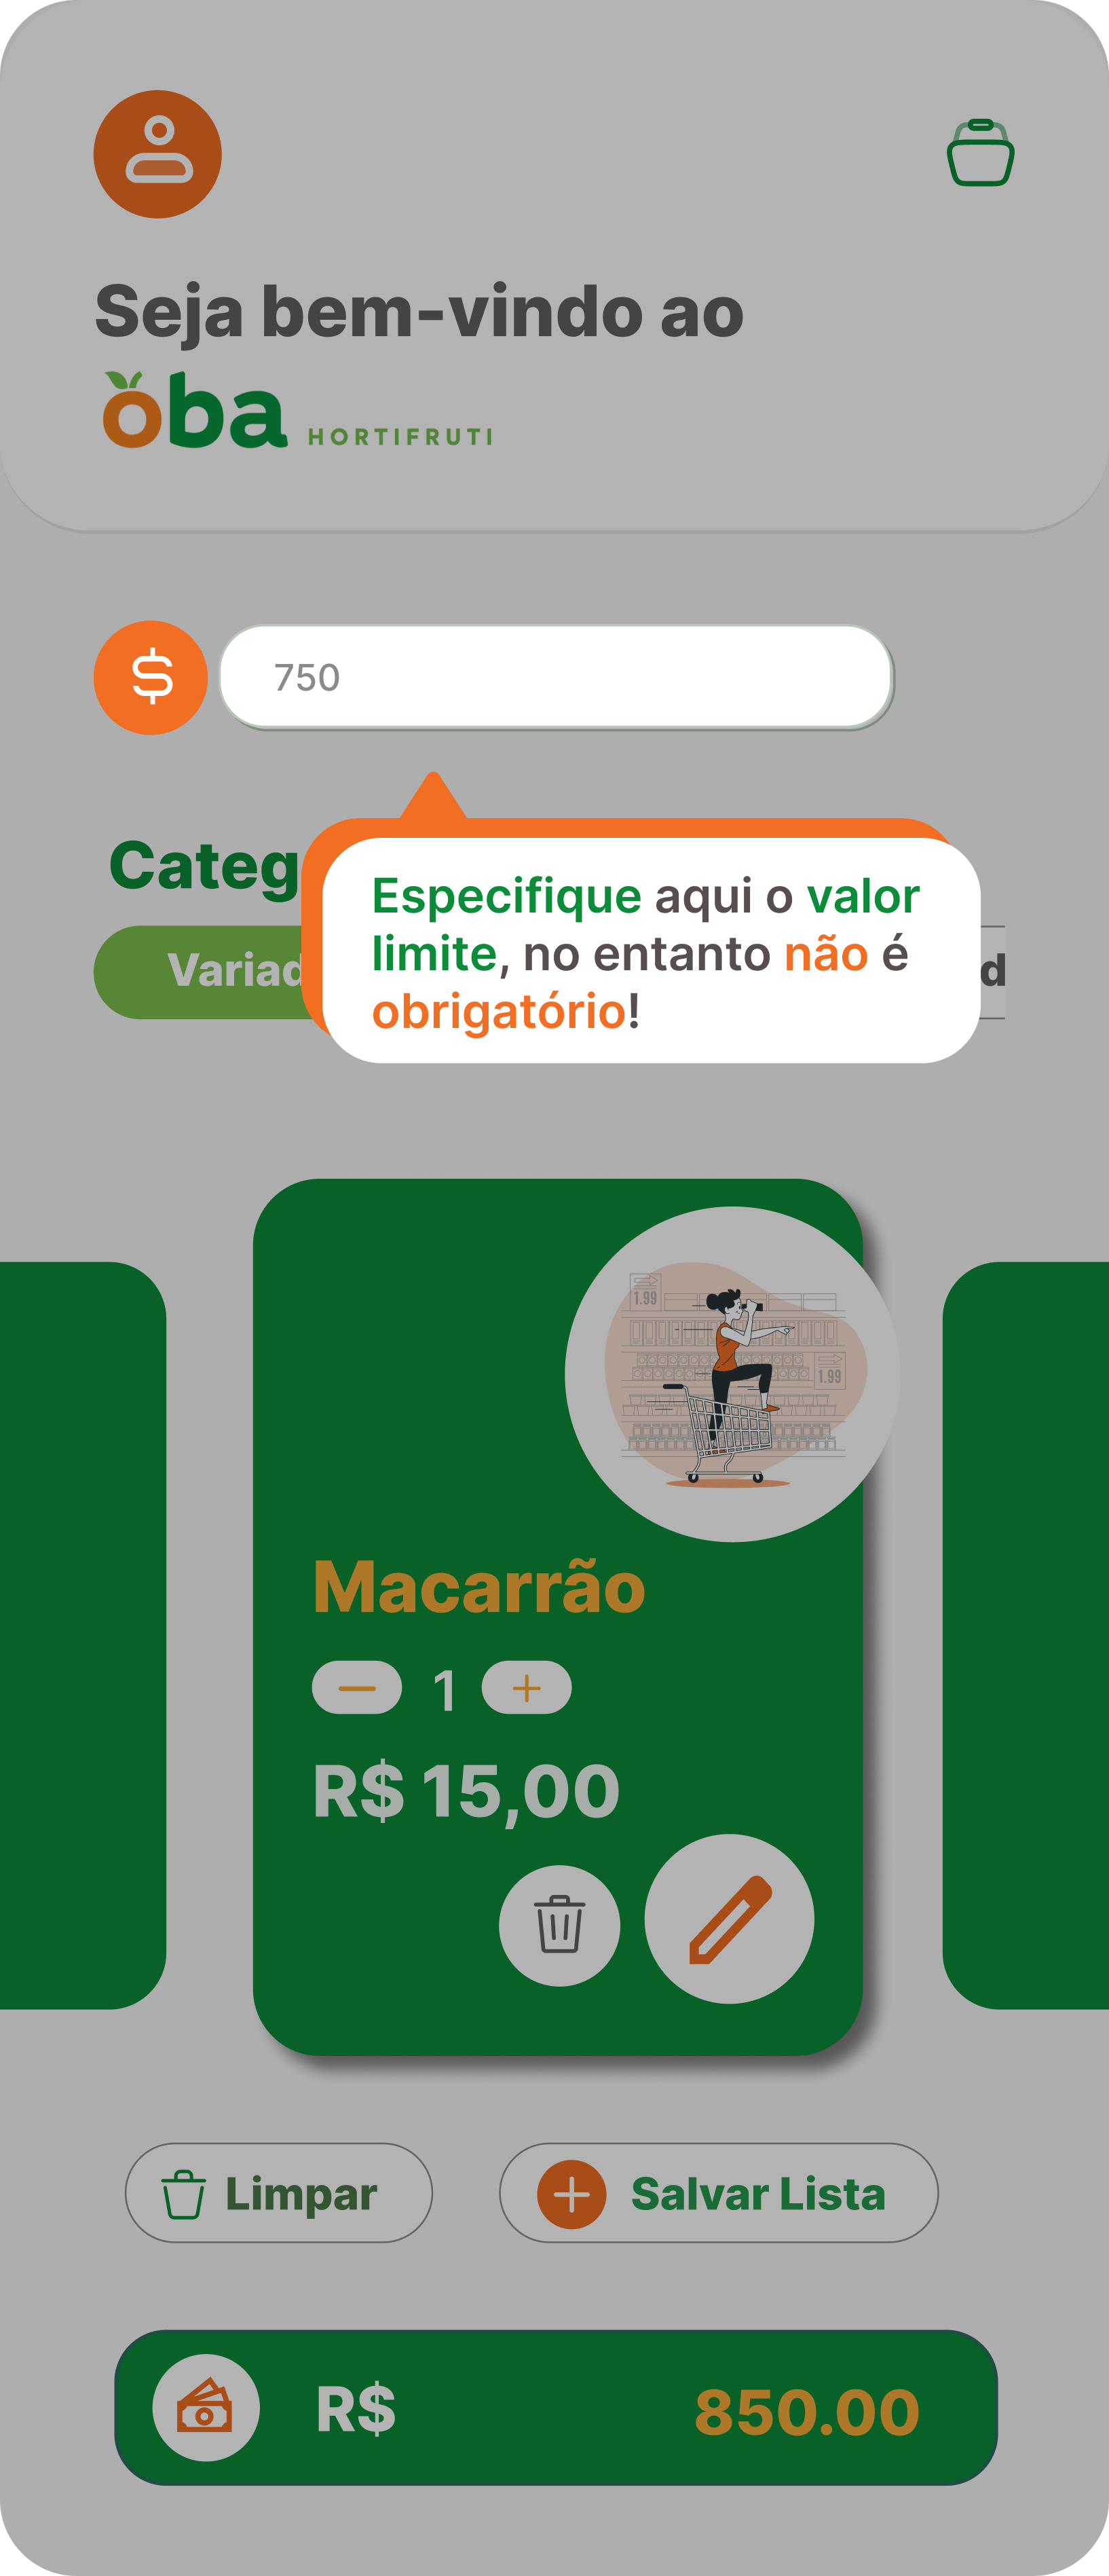 Seja bem-vindo ao
oba HORTIFRUTI
$
750
Categ
Especifique aqui o valor
limite, no entanto não é
obrigatório!
Variad
d
1.99
1.99
Macarrão
1
R$ 15,00
Limpar
Salvar Lista
R$ 850.00